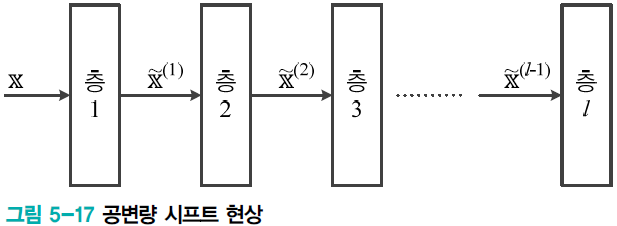 𝕩 층 1 x̃⁽¹⁾ 층 2 x̃⁽²⁾ 층 3 ········ x̃⁽ˡ⁻¹⁾ 층 l
그림 5-17 공변량 시프트 현상